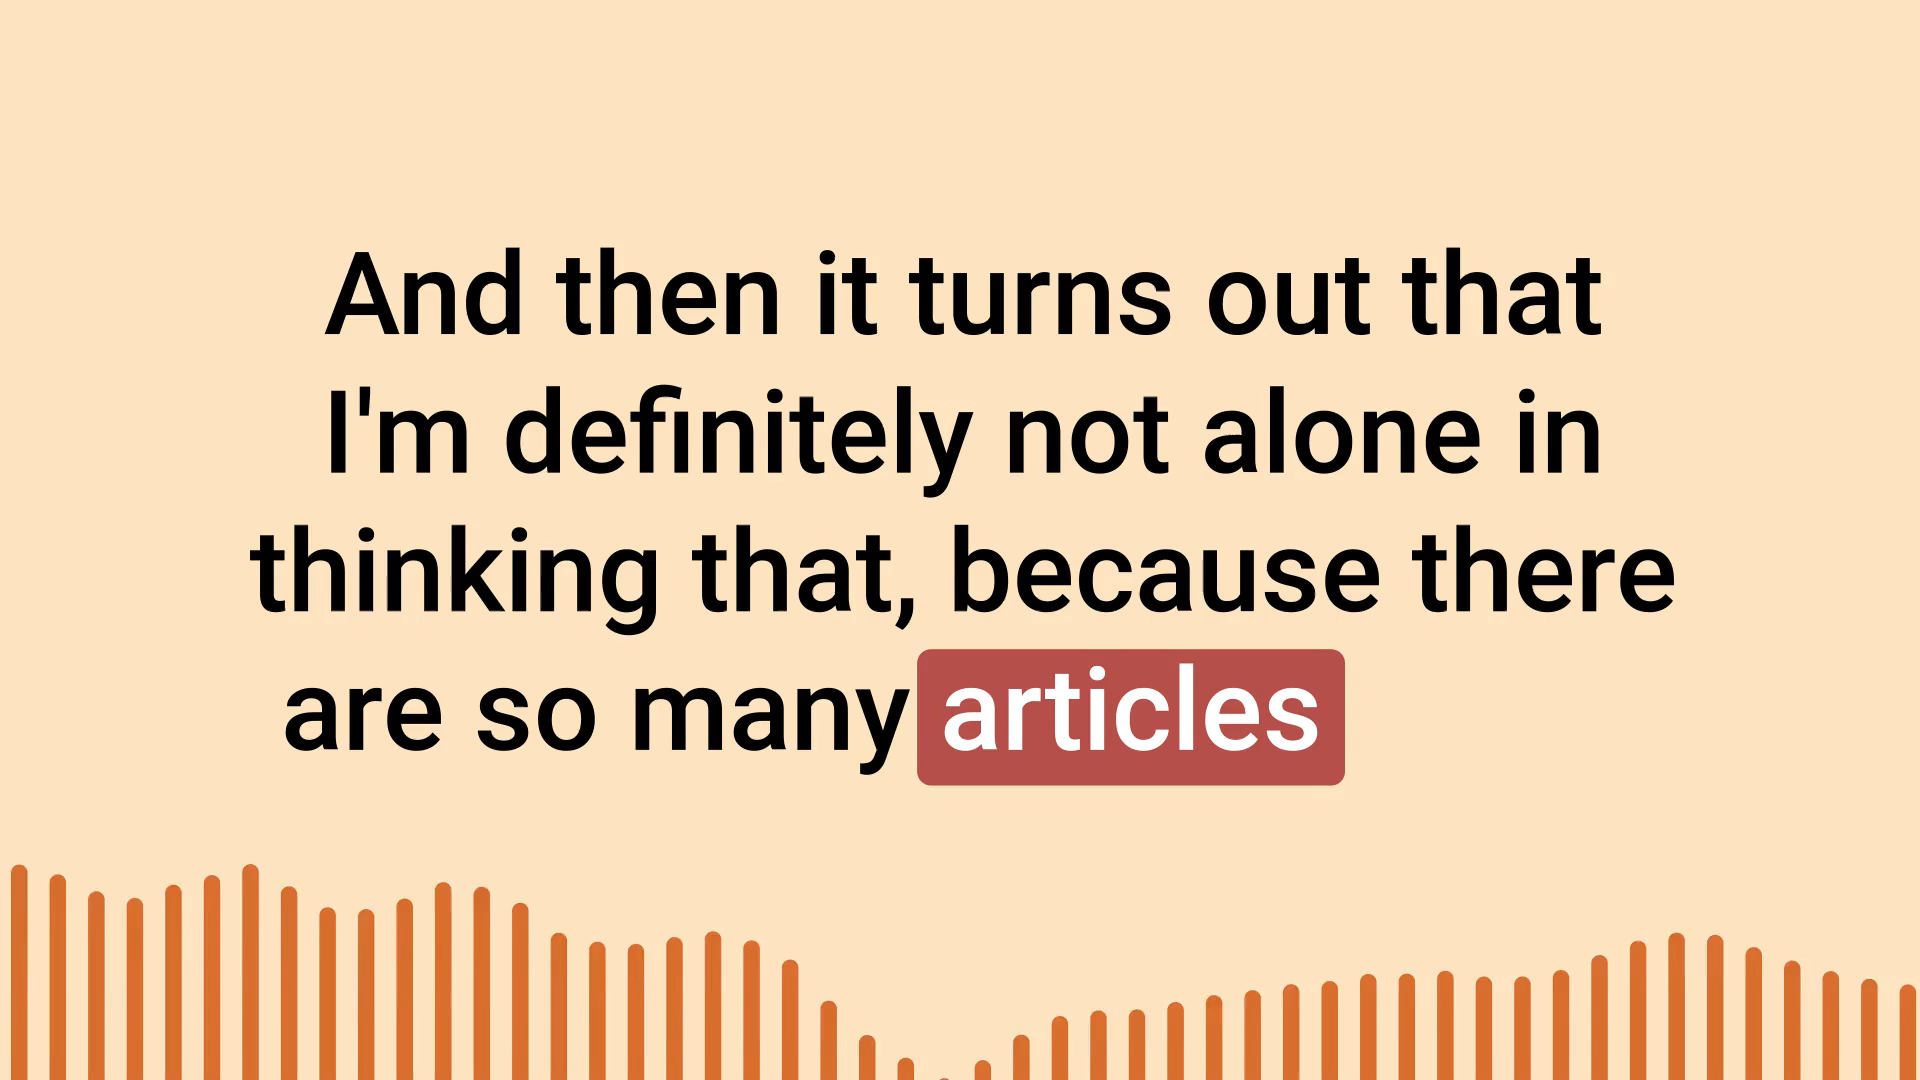 And then it turns out that
I'm definitely not alone in
thinking that, because there
are so many articles